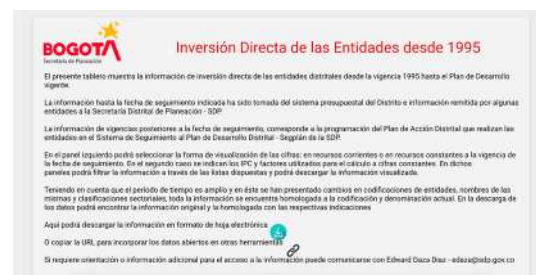 BOGOTÁ
Secretaría de Planeación
Inversión Directa de las Entidades desde 1995
El presente tablero muestra la información de inversión directa de las entidades distritales desde la vigencia 1995 hasta el Plan de Desarrollo
vigente.
La información hasta la fecha de seguimiento indicada ha sido tomada del sistema presupuestal del Distrito e información remitida por algunas
entidades a la Secretaría Distrital de Planeación - SDP.
La información de vigencias posteriores a la fecha de seguimiento, corresponde a la programación del Plan de Acción Distrital que realizan las
entidades en el Sistema de Seguimiento al Plan de Desarrollo Distrital - Segplán de la SDP.
En el panel izquierdo podrá seleccionar la forma de visualización de las cifras: en recursos corrientes o en recursos constantes a la vigencia de
la fecha de seguimiento. En el segundo caso se indican los IPC y factores utilizados para el cálculo a cifras constantes. En dichos
paneles podrá filtrar la información a través de las listas dispuestas y podrá descargar la información visualizada.
Teniendo en cuenta que el periodo de tiempo es amplio y en éste se han presentado cambios en codificaciones de entidades, nombres de las
mismas y clasificaciones sectoriales, toda la información se encuentra homologada a la codificación y denominación actual. En la descarga de
los datos podrá encontrar la información original y la homologada con las respectivas indicaciones
Aquí podrá descargar la información en formato de hoja electrónica
O copiar la URL para incorporar los datos abiertos en otras herramientas
Si requiere orientación o información adicional para el acceso a la información puede comunicarse con Edward Daza Díaz -edaza@sdp.gov.co